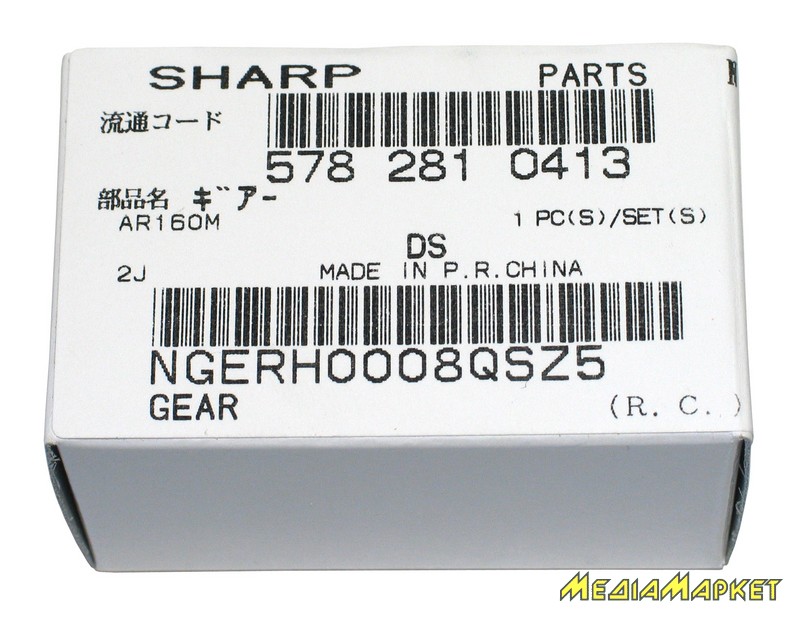 SHARP PARTS N
流通コード
578 281 0413
部品名 ギアー
AR160M 1 PC(S)/SET(S)
DS
2J MADE IN P.R.CHINA
NGERH0008QSZ5
GEAR (R. C. )
МедіаМаркет